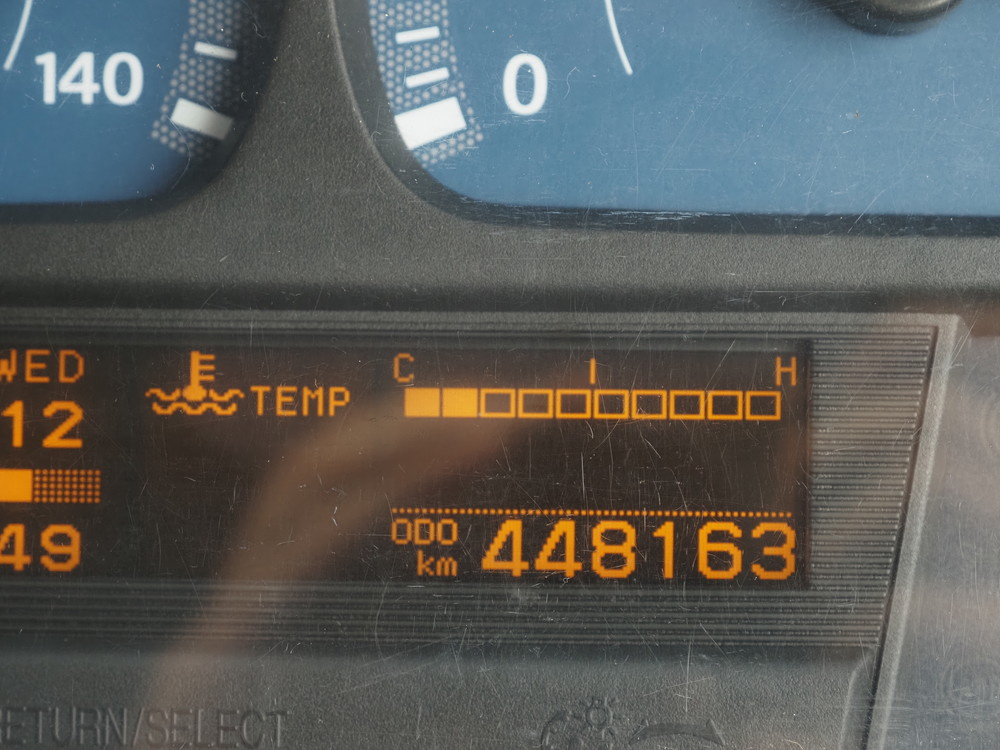 140
0
WED
12
49
TEMP
C
H
ODO
km
448163
RETURN/SELECT